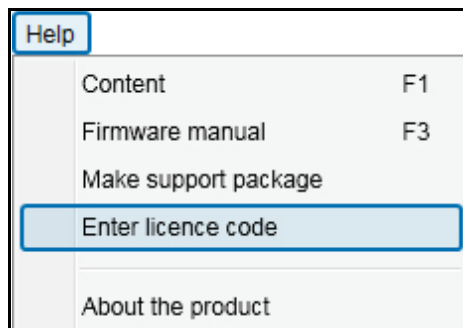 Help
Content F1
Firmware manual F3
Make support package
Enter licence code
About the product